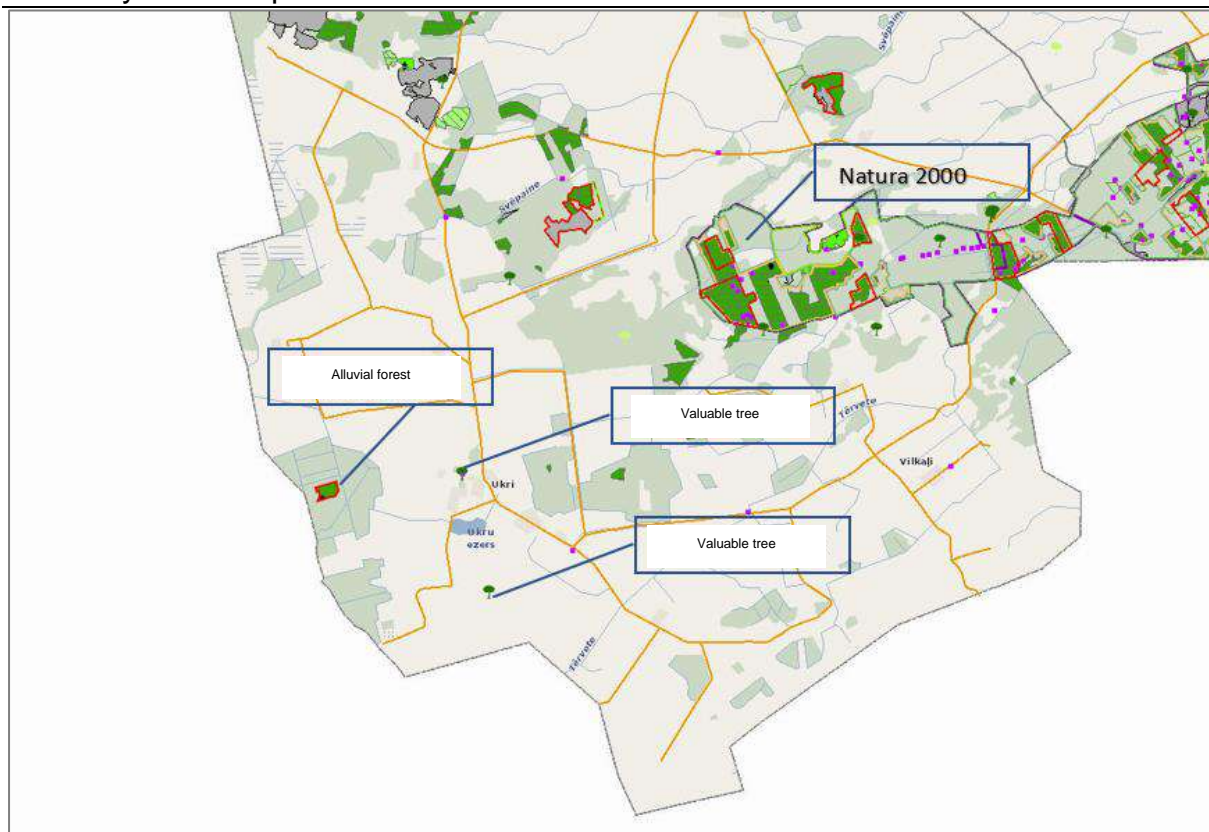 Svēpaine
Natura 2000
Svēpaine
Alluvial forest
Valuable tree
Tērvete
Vilkaļi
Ukri
Ukru
ezers
Valuable tree
Tērvete